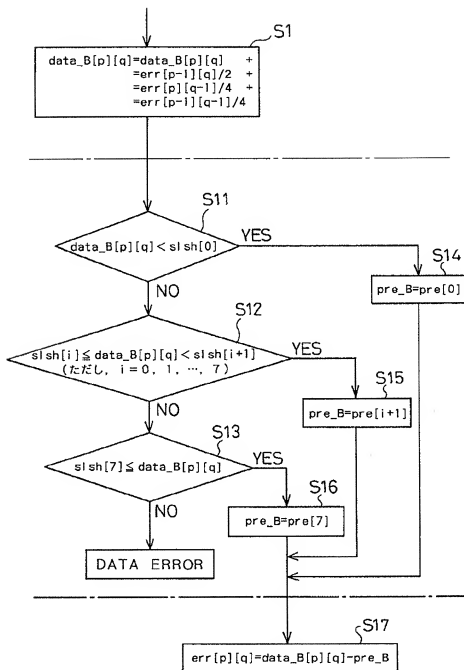 S1
data_B[p][q]=data_B[p][q] +
=err[p-1][q]/2 +
=err[p][q-1]/4 +
=err[p-1][q-1]/4
S11
data_B[p][q]<slsh[0]
YES
NO
S14
pre_B=pre[0]
S12
slsh[i]≦data_B[p][q]<slsh[i+1]
(ただし, i=0, 1, …, 7)
YES
NO
S15
pre_B=pre[i+1]
S13
slsh[7]≦data_B[p][q]
YES
NO
S16
pre_B=pre[7]
DATA ERROR
S17
err[p][q]=data_B[p][q]-pre_B